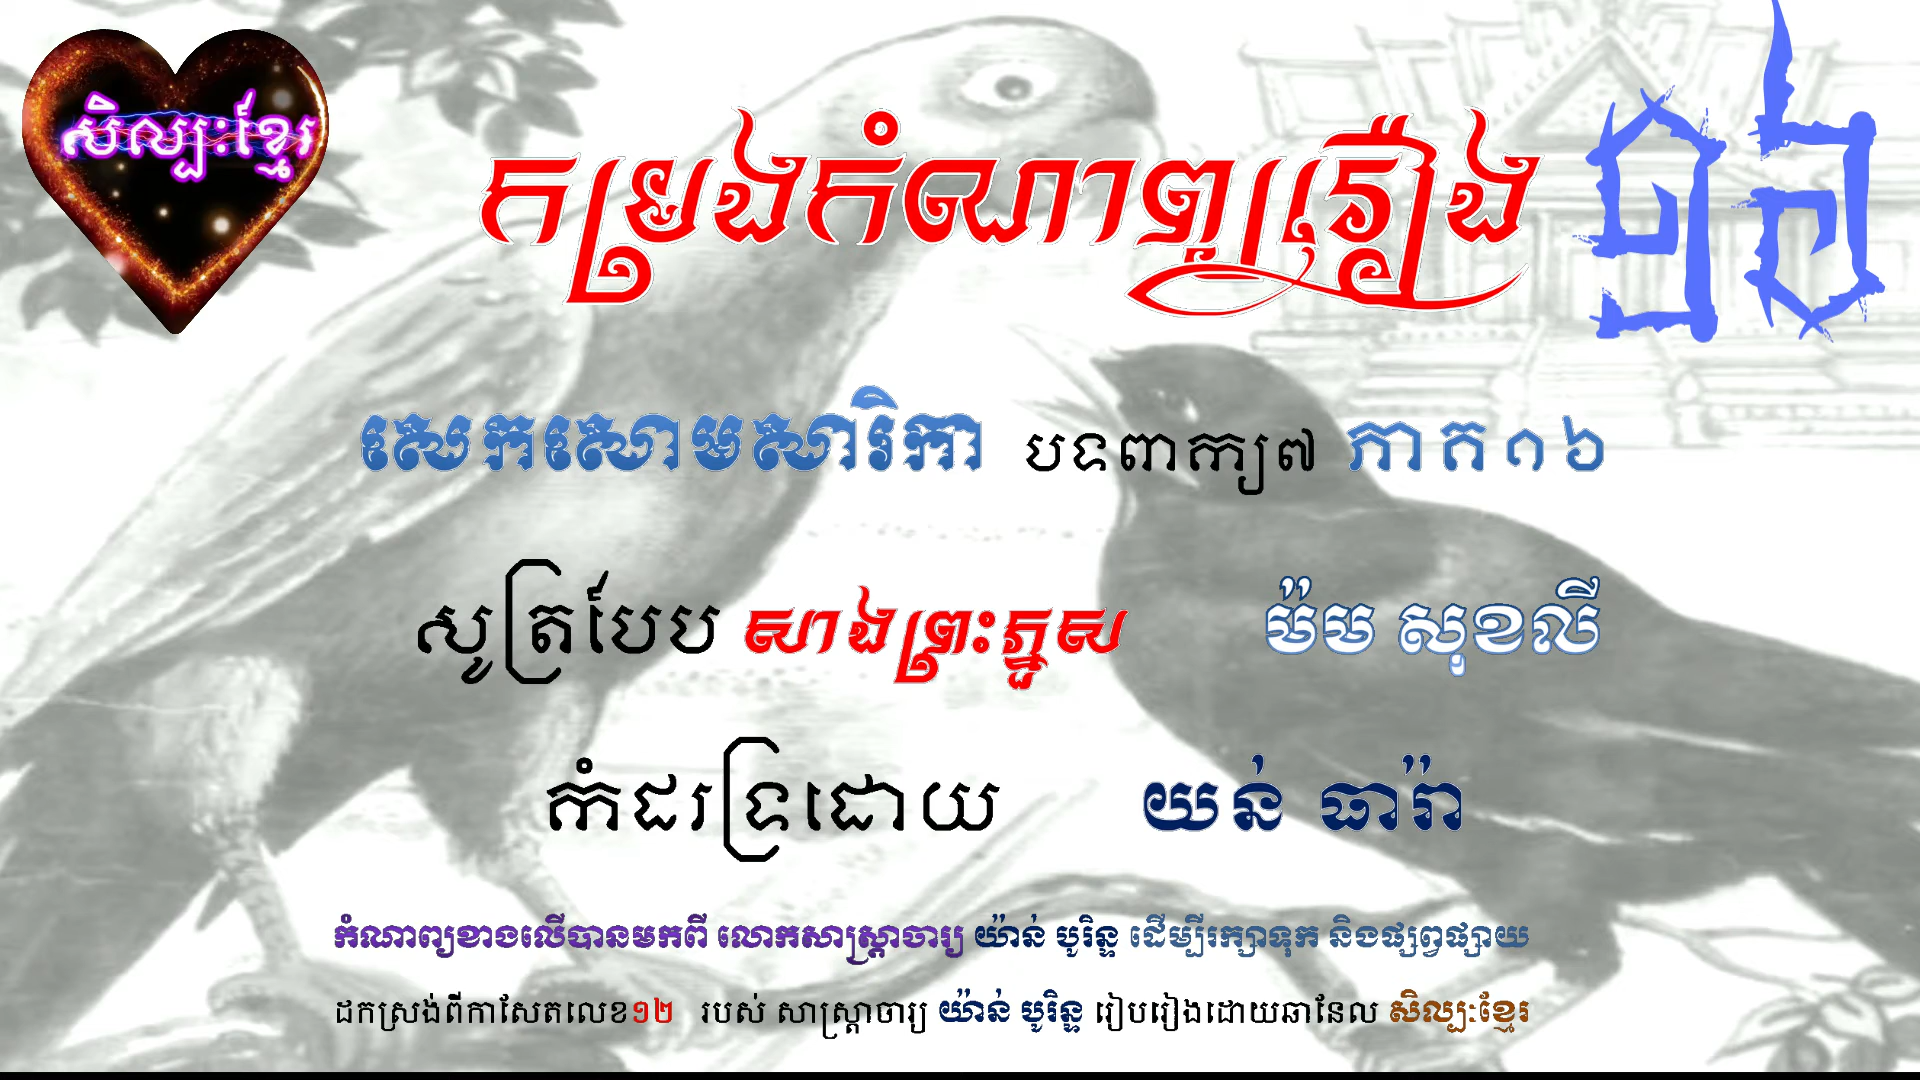 សិល្បៈខ្មែរ
កម្រងកំណាព្យរឿង ១៦
សេកសោមសារិកា បទពាក្យ៧ ភាគ១៦
សូត្របែប សាងព្រះភ្នួស ម៉ម សុខលី
កំដរទ្រដោយ យន់ ធារ៉ា
កំណាព្យខាងលើបានមកពី លោកសាស្ត្រាចារ្យ យ៉ាន់ បូរិន្ទ ដើម្បីរក្សាទុក និងផ្សព្វផ្សាយ
ដកស្រង់ពីកាសែតលេខ១២ របស់ សាស្ត្រាចារ្យ យ៉ាន់ បូរិន្ទ រៀបរៀងដោយឆានែល សិល្បៈខ្មែរ